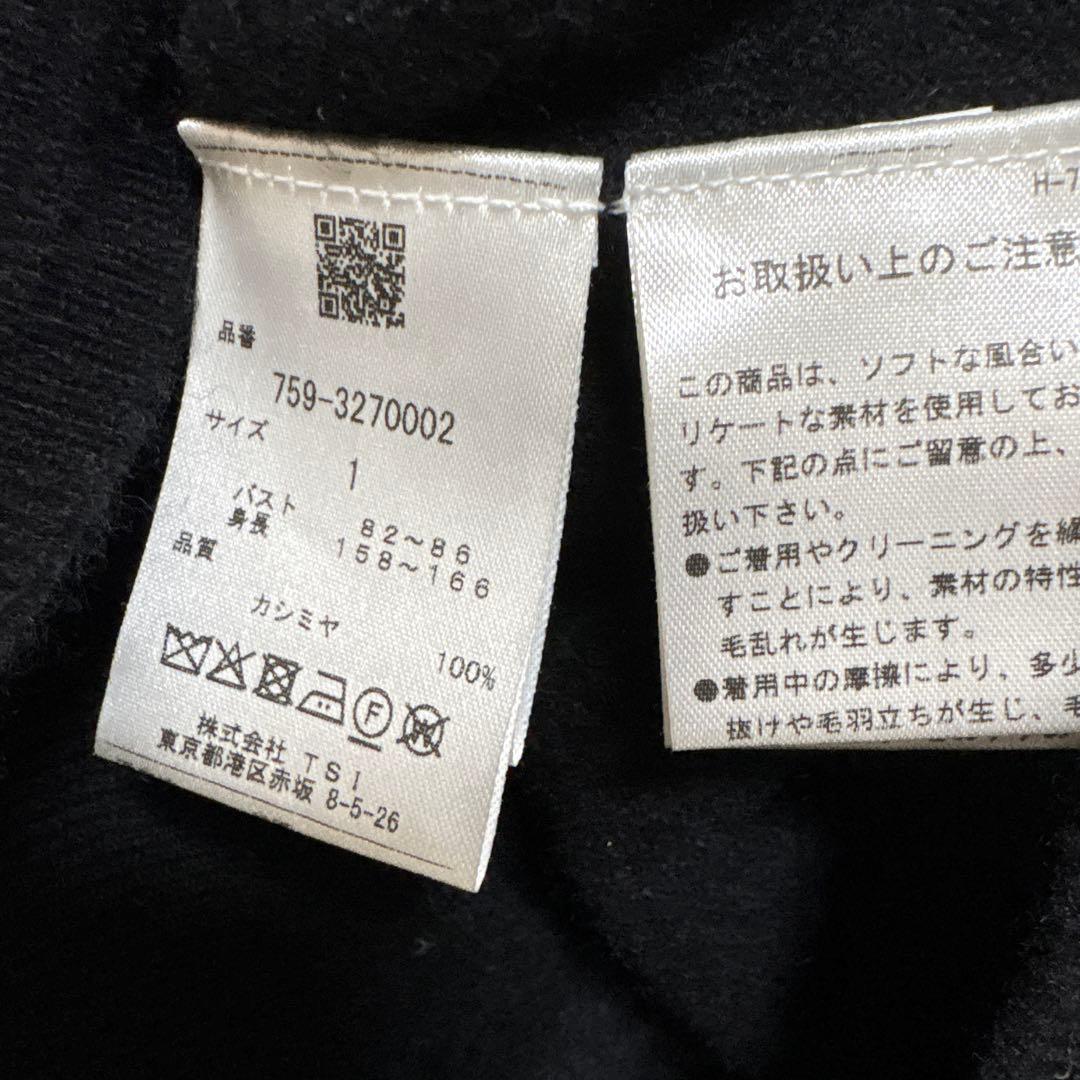 品番
759-3270002
サイズ
1
バスト 82～86
身長 158～166
品質
カシミヤ
100%
F
W
株式会社 TSI
東京都港区赤坂 8-5-26
H-7
お取扱い上のご注意
この商品は、ソフトな風合い
リケートな素材を使用してお
す。下記の点にご留意の上、
扱い下さい。
●ご着用やクリーニングを繰
すことにより、素材の特性
毛乱れが生じます。
●着用中の摩擦により、多少
抜けや毛羽立ちが生じ、毛